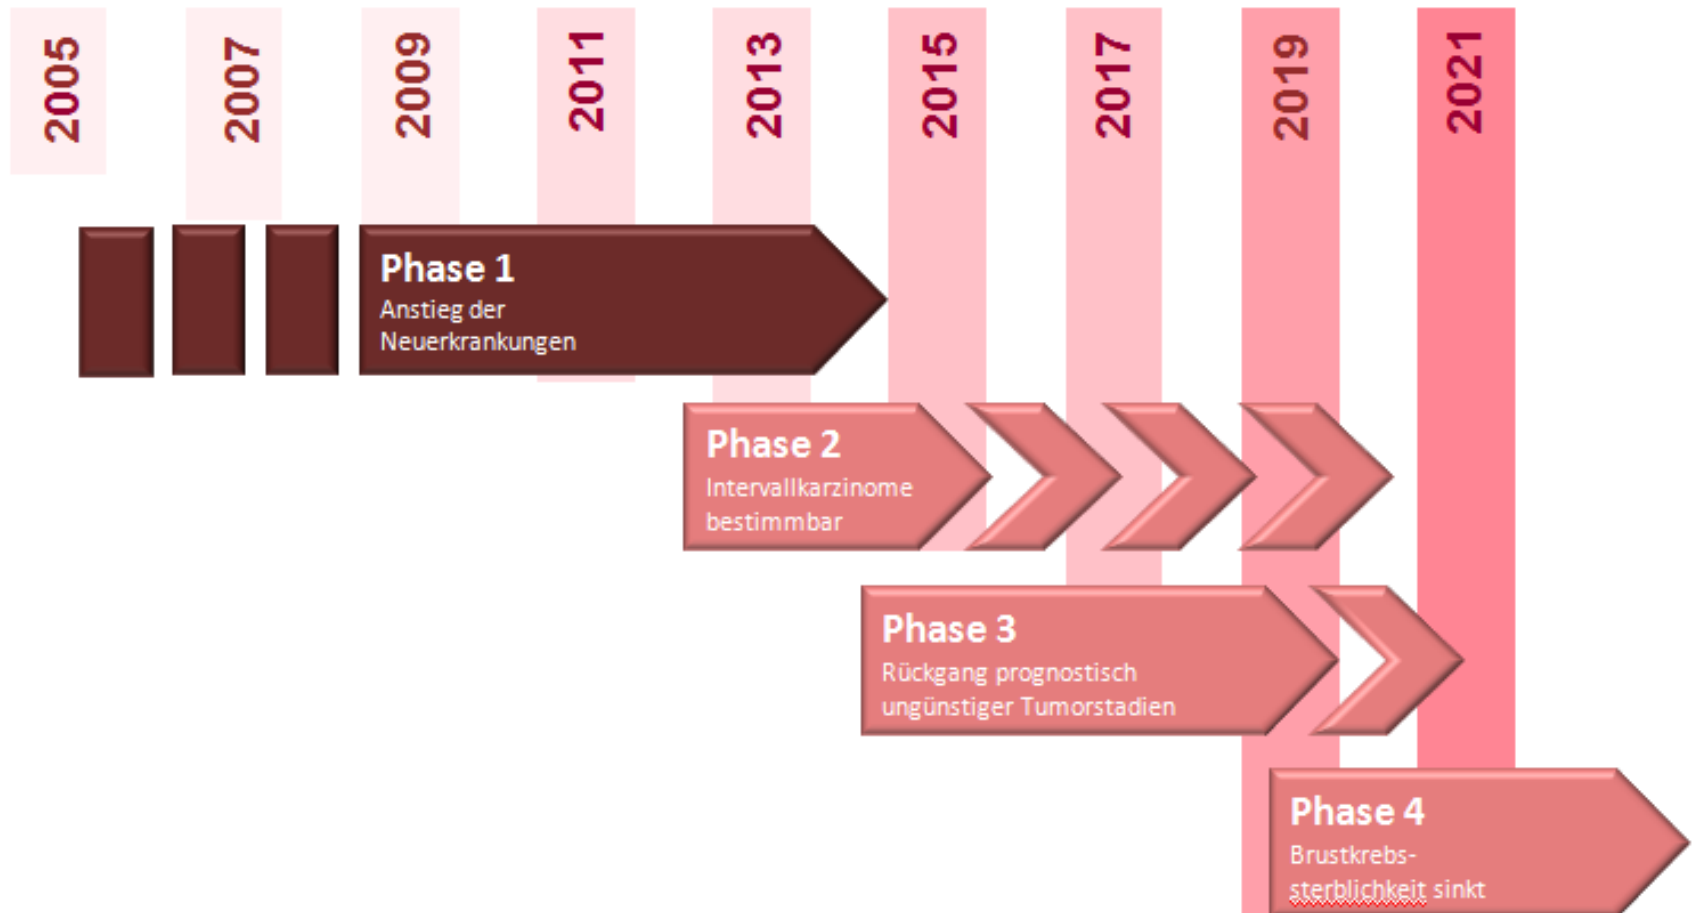 2005
2007
2009
2011
2013
2015
2017
2019
2021
Phase 1
Anstieg der
Neuerkrankungen
Phase 2
Intervallkarzinome
bestimmbar
Phase 3
Rückgang prognostisch
ungünstiger Tumorstadien
Phase 4
Brustkrebs-
sterblichkeit sinkt